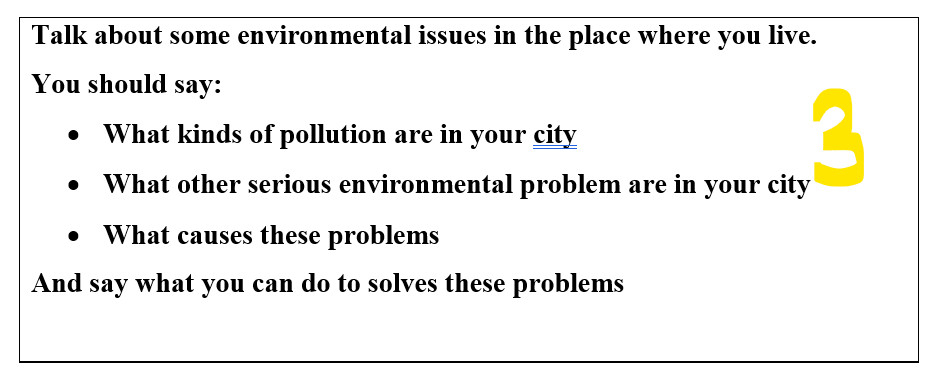 Talk about some environmental issues in the place where you live.
You should say:
• What kinds of pollution are in your city
3
• What other serious environmental problem are in your city
• What causes these problems
And say what you can do to solves these problems